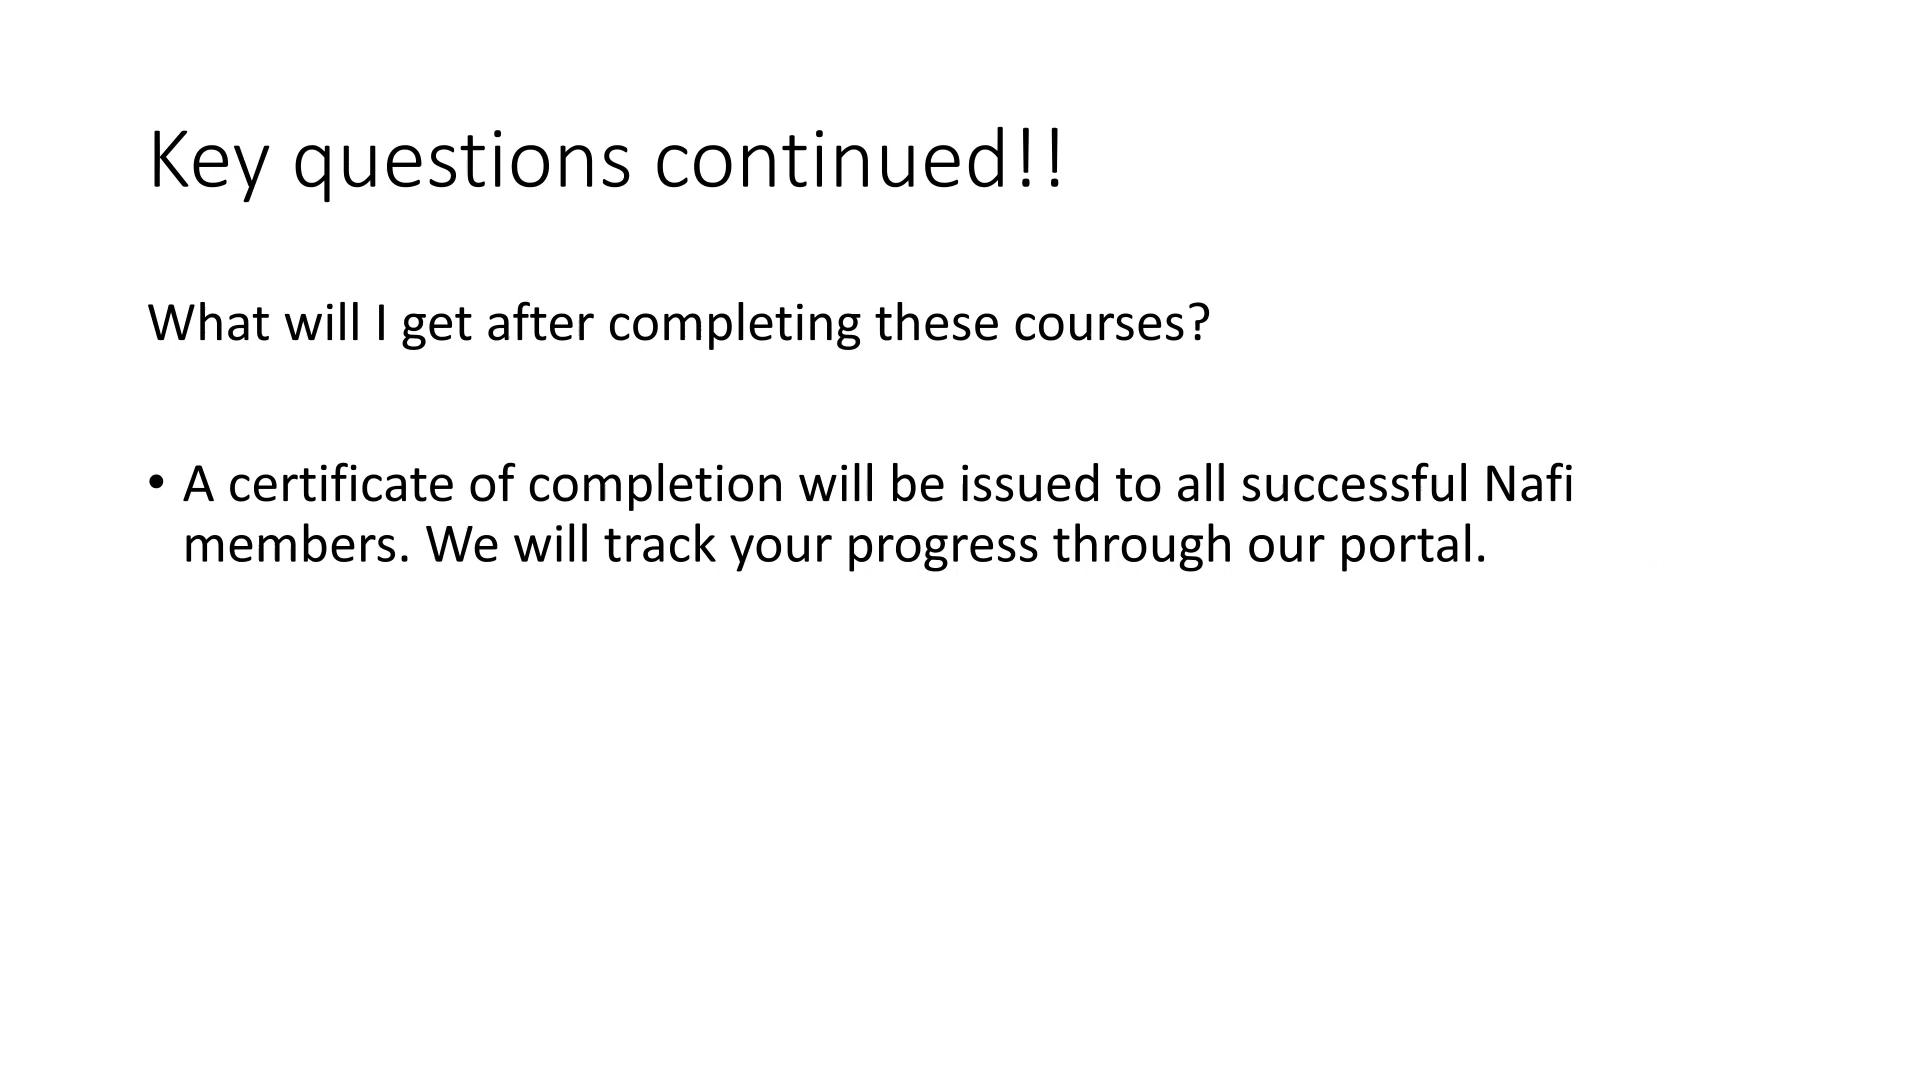 Key questions continued!!
What will I get after completing these courses?
• A certificate of completion will be issued to all successful Nafi
members. We will track your progress through our portal.